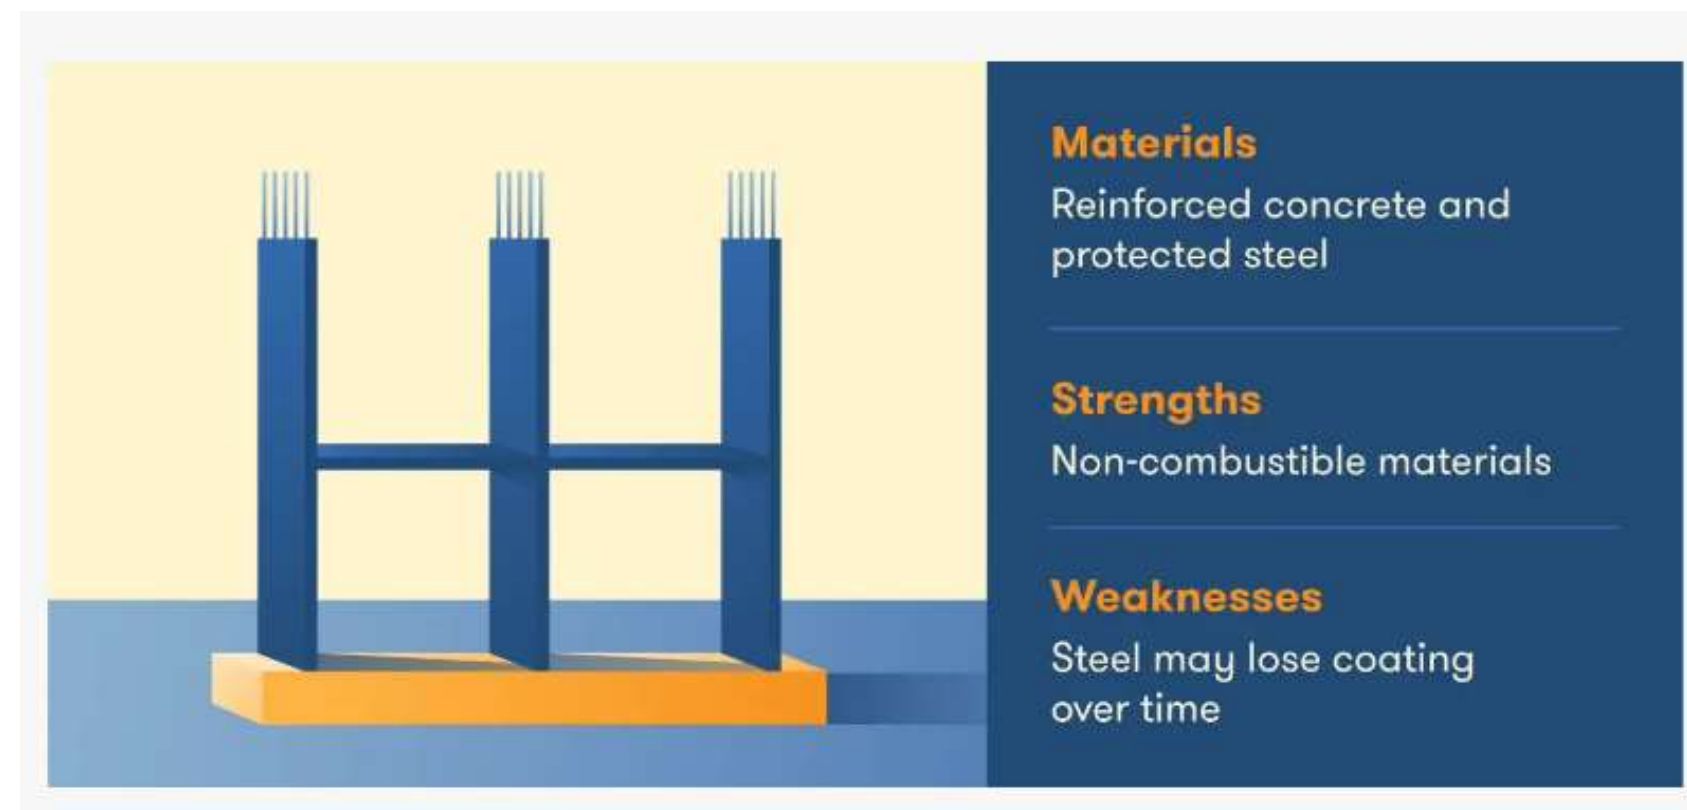 Materials
Reinforced concrete and
protected steel
Strengths
Non-combustible materials
Weaknesses
Steel may lose coating
over time